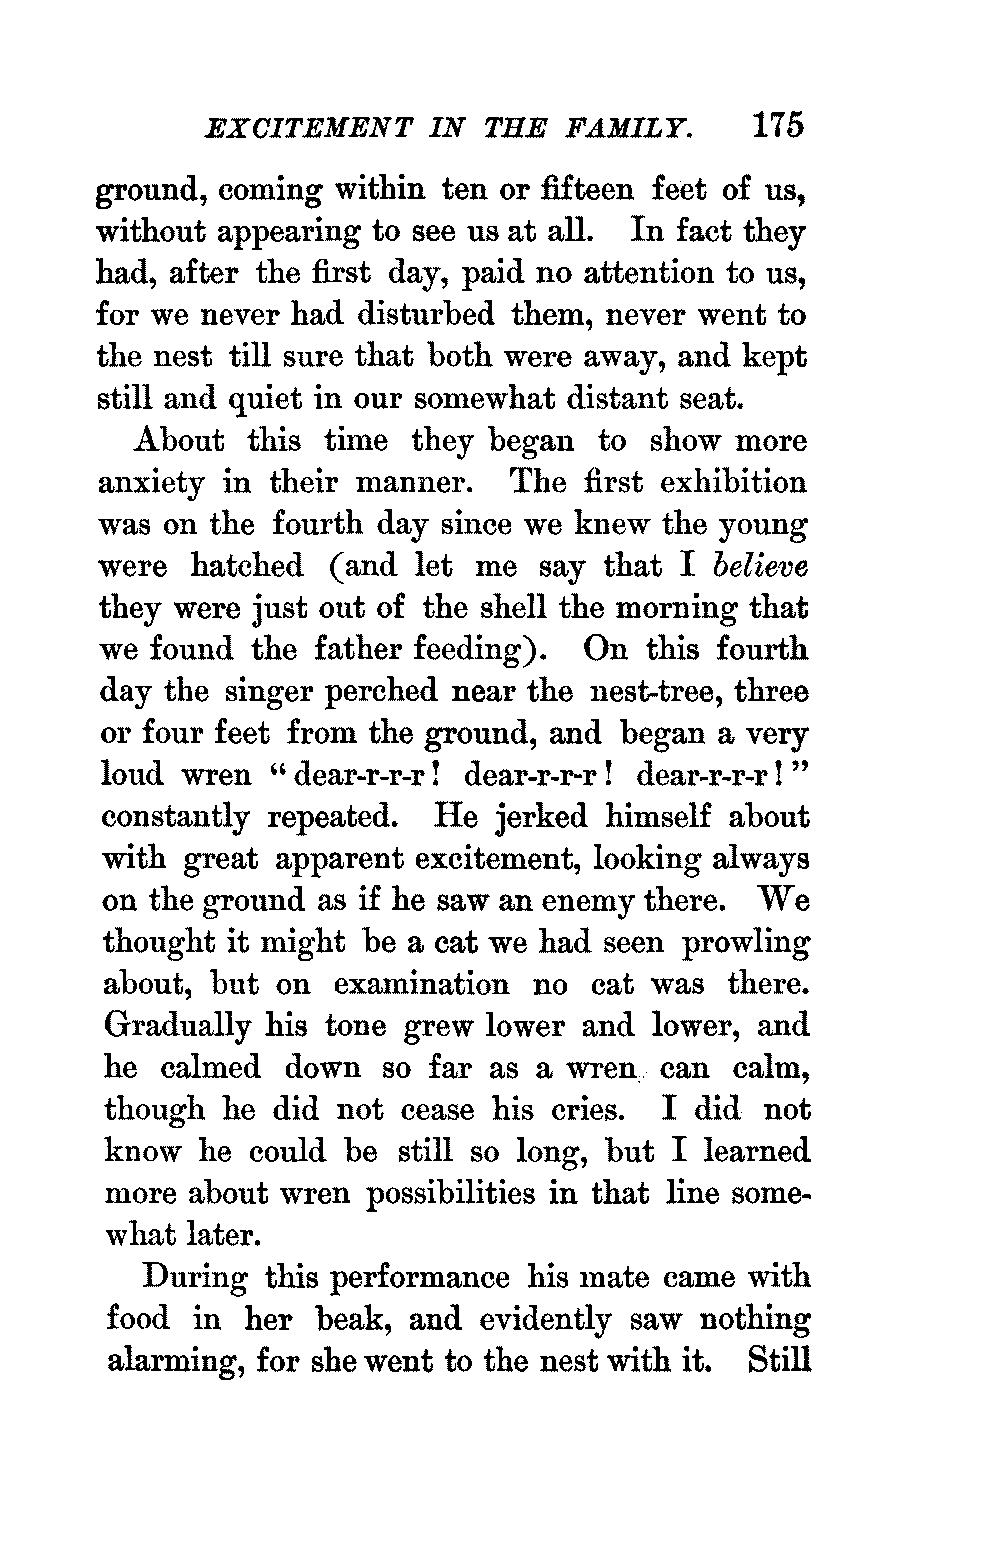 EXCITEMENT IN THE FAMILY. 175
ground, coming within ten or fifteen feet of us,
without appearing to see us at all. In fact they
had, after the first day, paid no attention to us,
for we never had disturbed them, never went to
the nest till sure that both were away, and kept
still and quiet in our somewhat distant seat.
About this time they began to show more
anxiety in their manner. The first exhibition
was on the fourth day since we knew the young
were hatched (and let me say that I believe
they were just out of the shell the morning that
we found the father feeding). On this fourth
day the singer perched near the nest-tree, three
or four feet from the ground, and began a very
loud wren “ dear-r-r-r ! dear-r-r-r ! dear-r-r-r ! ”
constantly repeated. He jerked himself about
with great apparent excitement, looking always
on the ground as if he saw an enemy there. We
thought it might be a cat we had seen prowling
about, but on examination no cat was there.
Gradually his tone grew lower and lower, and
he calmed down so far as a wren can calm,
though he did not cease his cries. I did not
know he could be still so long, but I learned
more about wren possibilities in that line some-
what later.
During this performance his mate came with
food in her beak, and evidently saw nothing
alarming, for she went to the nest with it. Still